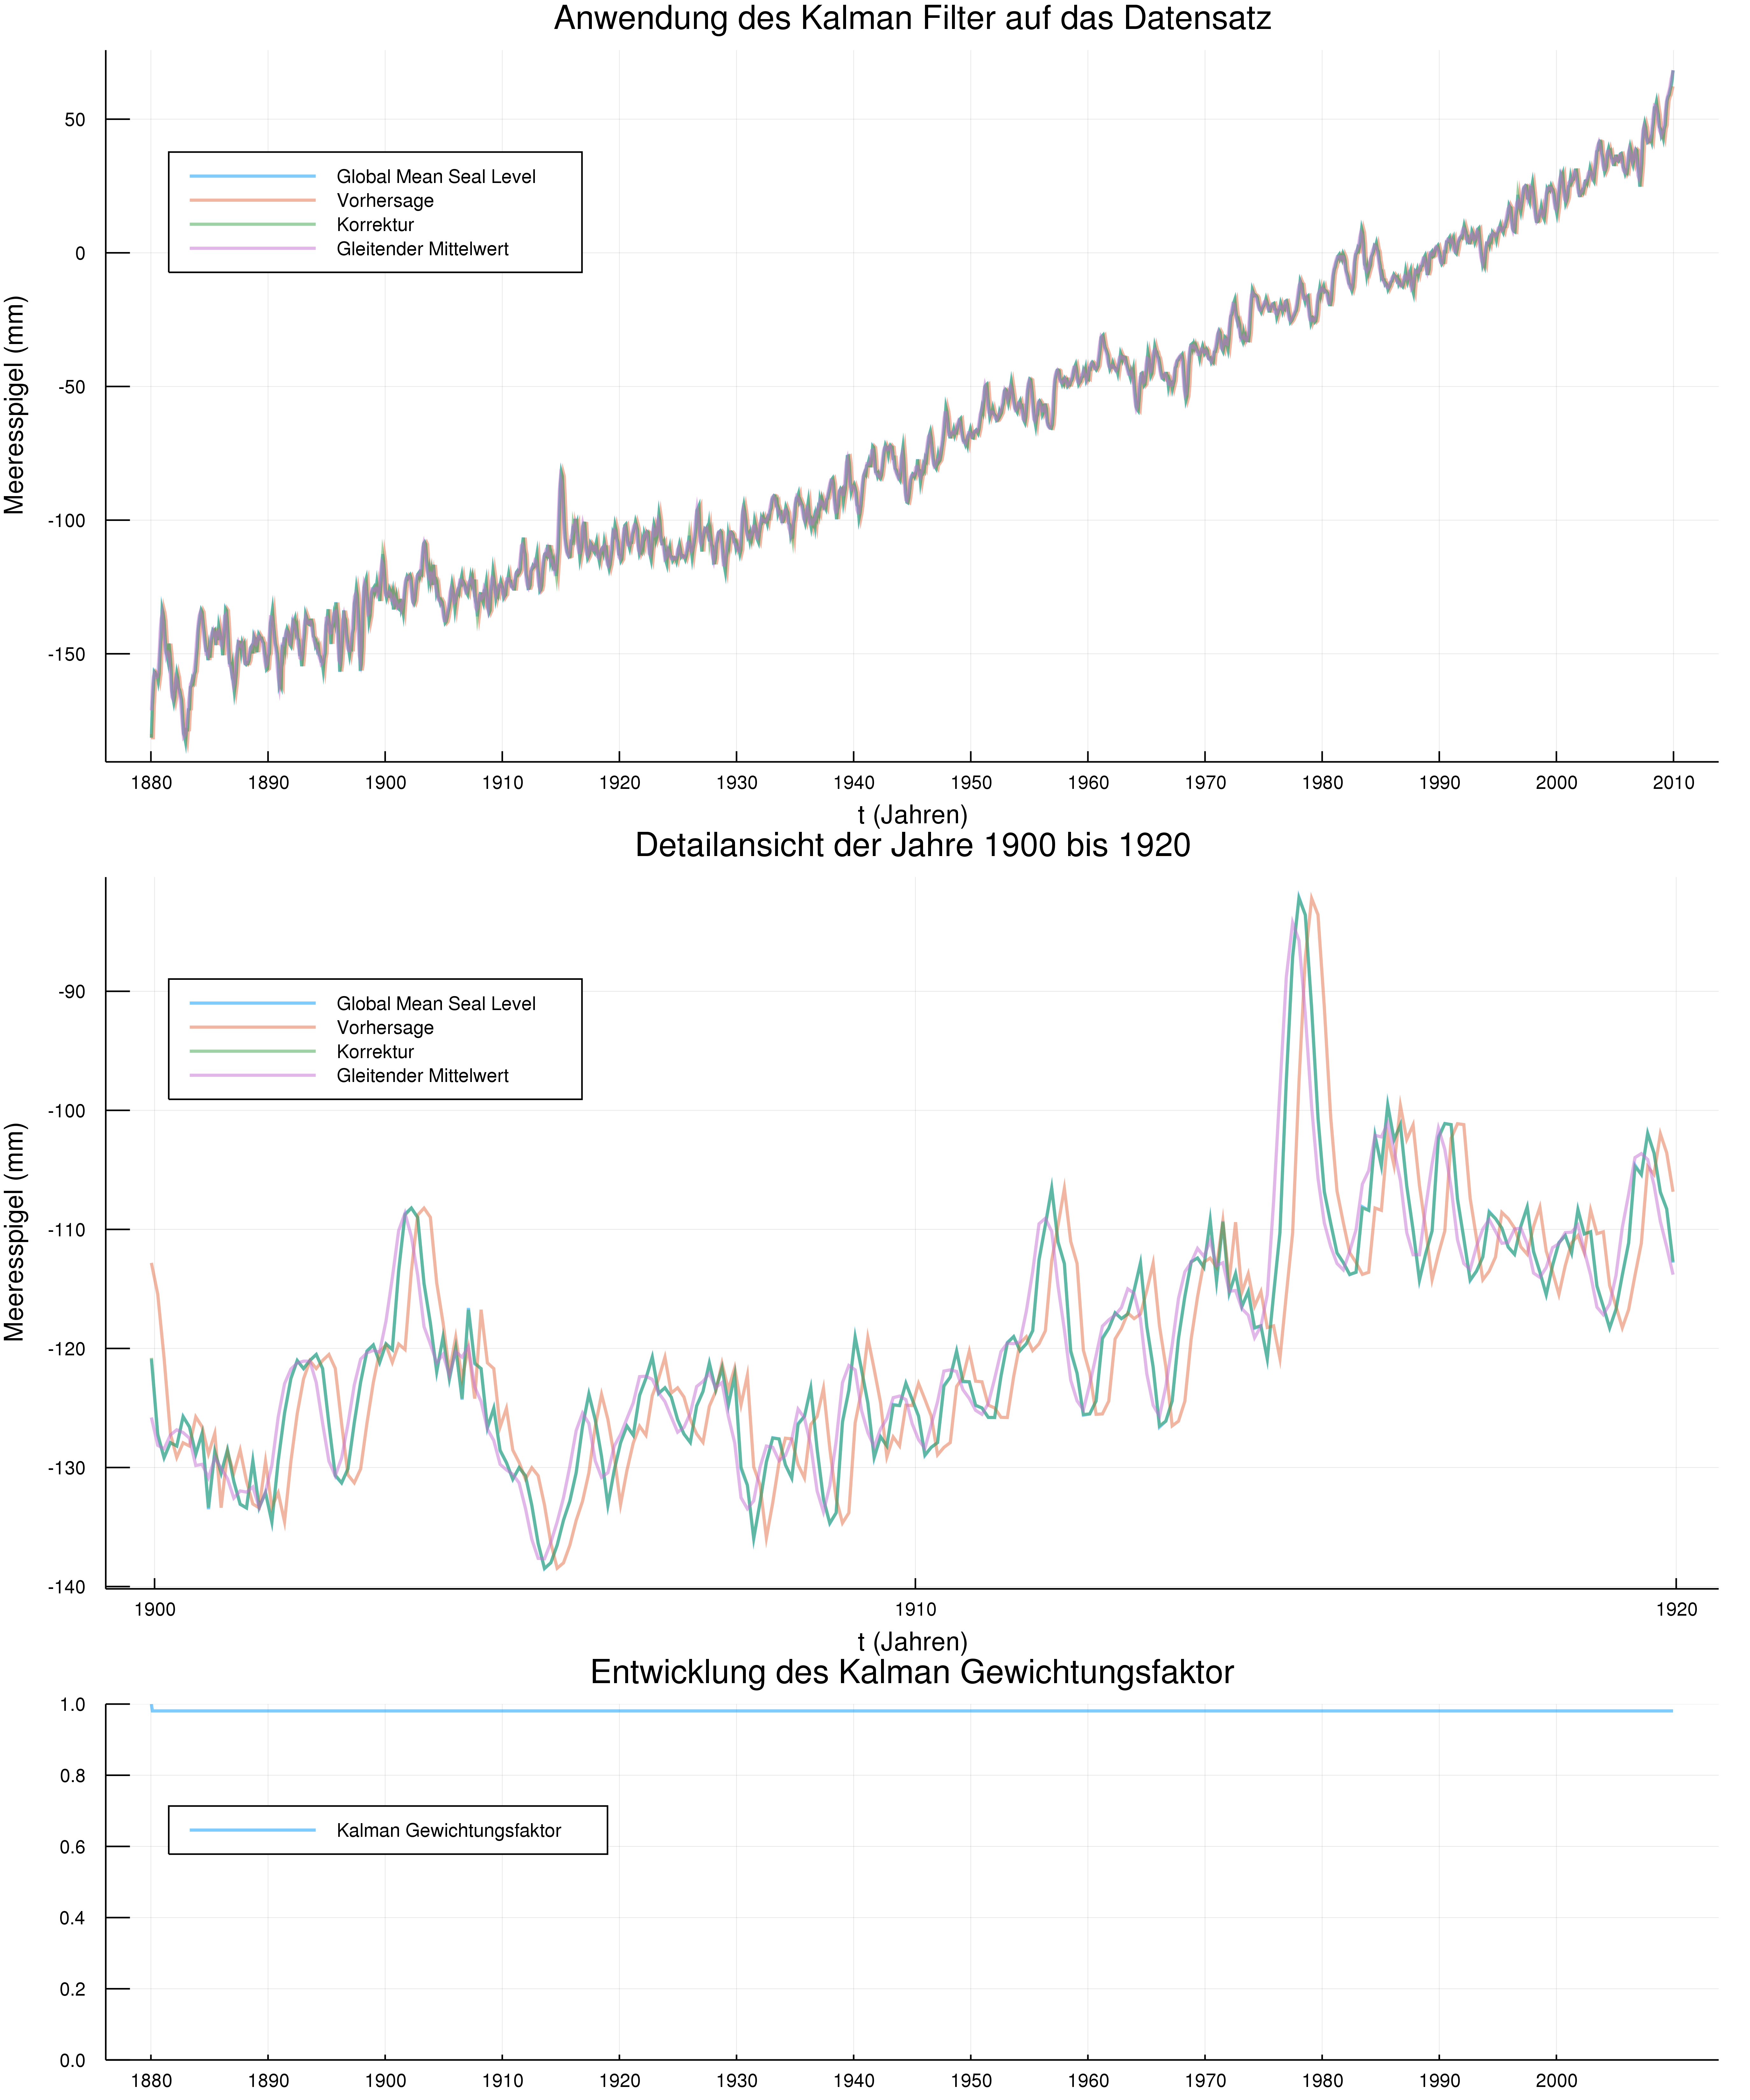 Anwendung des Kalman Filter auf das Datensatz
50
0
-50
-100
-150
Meeresspigel (mm)
Global Mean Seal Level
Vorhersage
Korrektur
Gleitender Mittelwert
1880 1890 1900 1910 1920 1930 1940 1950 1960 1970 1980 1990 2000 2010
t (Jahren)
Detailansicht der Jahre 1900 bis 1920
-90
-100
-110
-120
-130
-140
Meeresspigel (mm)
Global Mean Seal Level
Vorhersage
Korrektur
Gleitender Mittelwert
1900 1910 1920
t (Jahren)
Entwicklung des Kalman Gewichtungsfaktor
1.0
0.8
0.6
0.4
0.2
0.0
Kalman Gewichtungsfaktor
1880 1890 1900 1910 1920 1930 1940 1950 1960 1970 1980 1990 2000